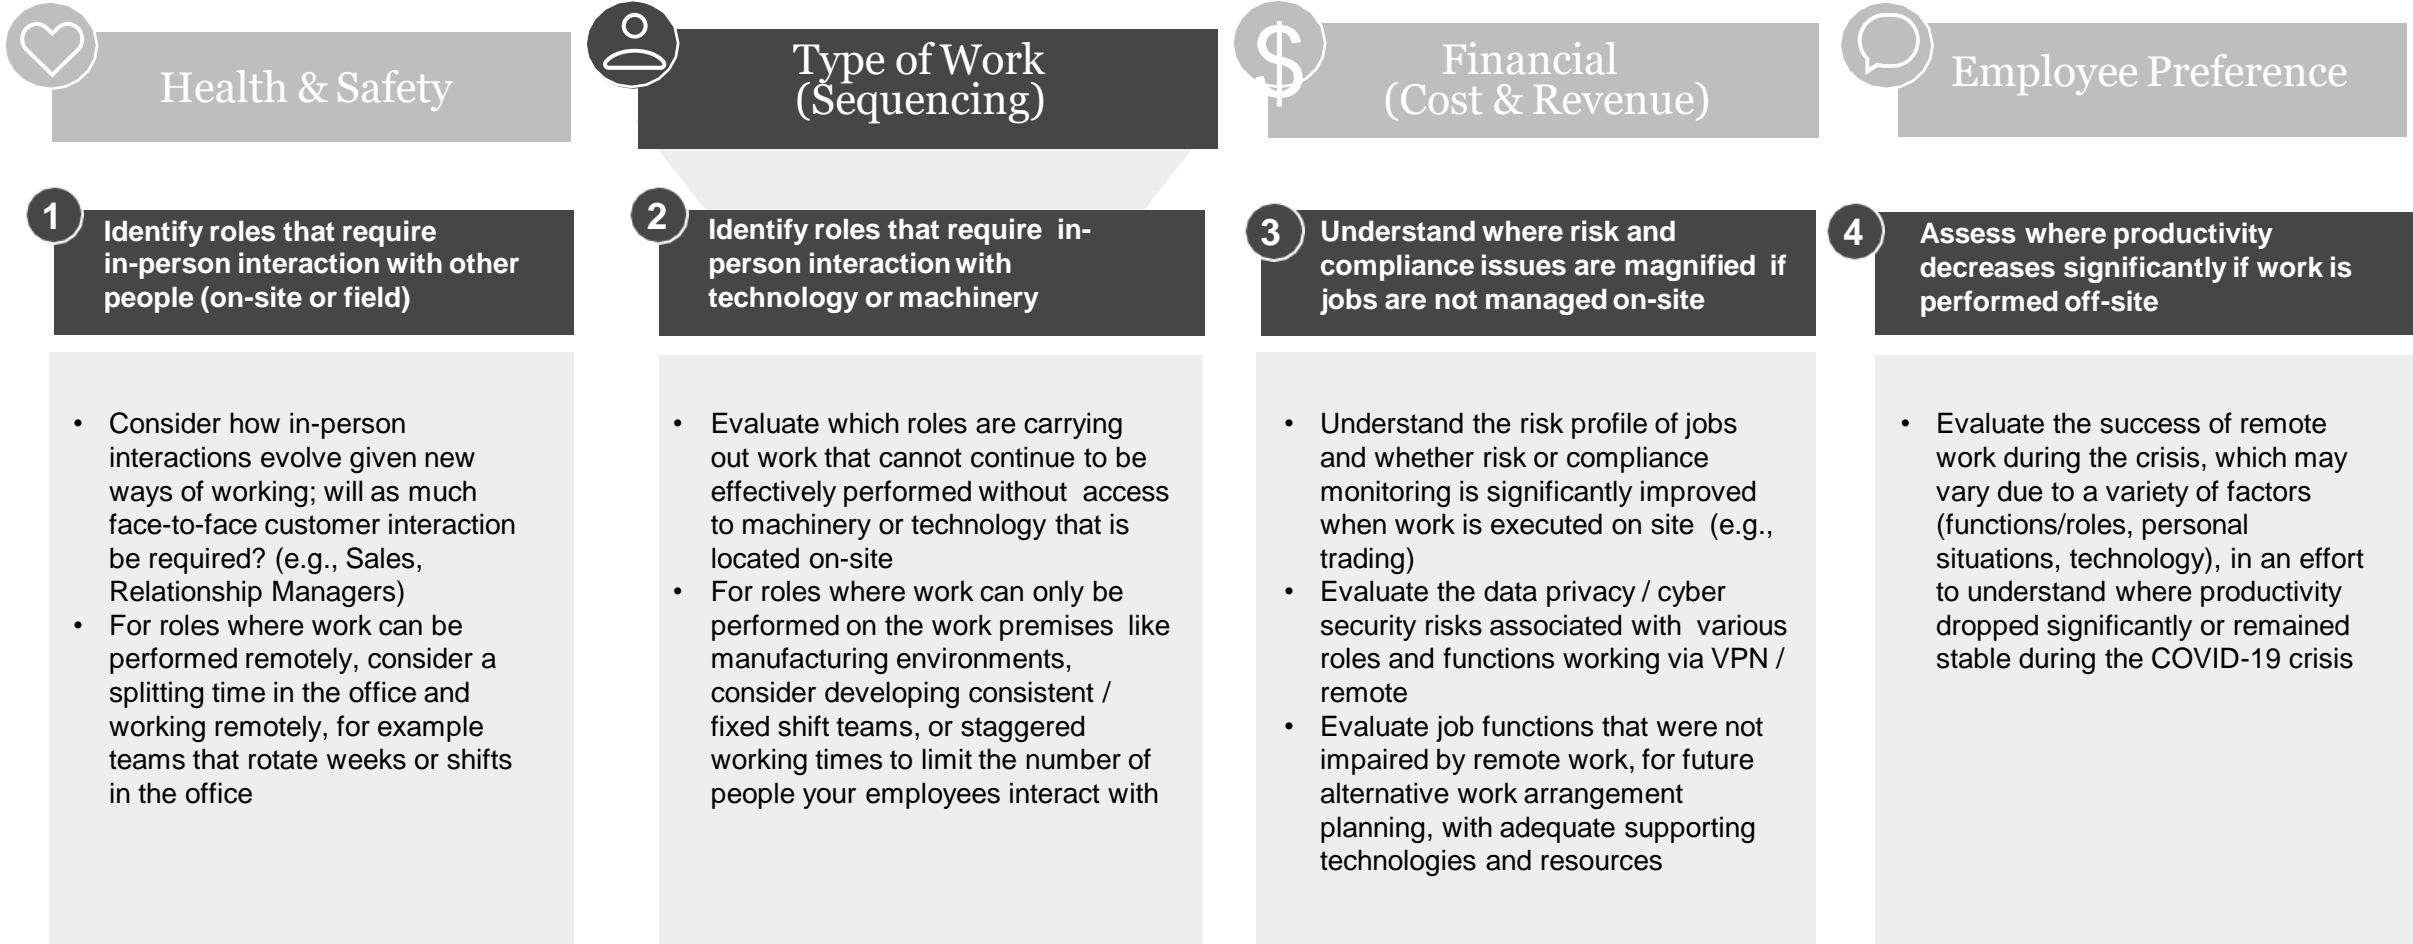 Health & Safety
Type of Work
(Sequencing)
$
Financial
(Cost & Revenue)
Employee Preference
1
Identify roles that require
in-person interaction with other
people (on-site or field)
2
Identify roles that require in-
person interaction with
technology or machinery
3
Understand where risk and
compliance issues are magnified if
jobs are not managed on-site
4
Assess where productivity
decreases significantly if work is
performed off-site
• Consider how in-person
interactions evolve given new
ways of working; will as much
face-to-face customer interaction
be required? (e.g., Sales,
Relationship Managers)
• For roles where work can be
performed remotely, consider a
splitting time in the office and
working remotely, for example
teams that rotate weeks or shifts
in the office
• Evaluate which roles are carrying
out work that cannot continue to be
effectively performed without access
to machinery or technology that is
located on-site
• For roles where work can only be
performed on the work premises like
manufacturing environments,
consider developing consistent /
fixed shift teams, or staggered
working times to limit the number of
people your employees interact with
• Understand the risk profile of jobs
and whether risk or compliance
monitoring is significantly improved
when work is executed on site (e.g.,
trading)
• Evaluate the data privacy / cyber
security risks associated with various
roles and functions working via VPN /
remote
• Evaluate job functions that were not
impaired by remote work, for future
alternative work arrangement
planning, with adequate supporting
technologies and resources
• Evaluate the success of remote
work during the crisis, which may
vary due to a variety of factors
(functions/roles, personal
situations, technology), in an effort
to understand where productivity
dropped significantly or remained
stable during the COVID-19 crisis